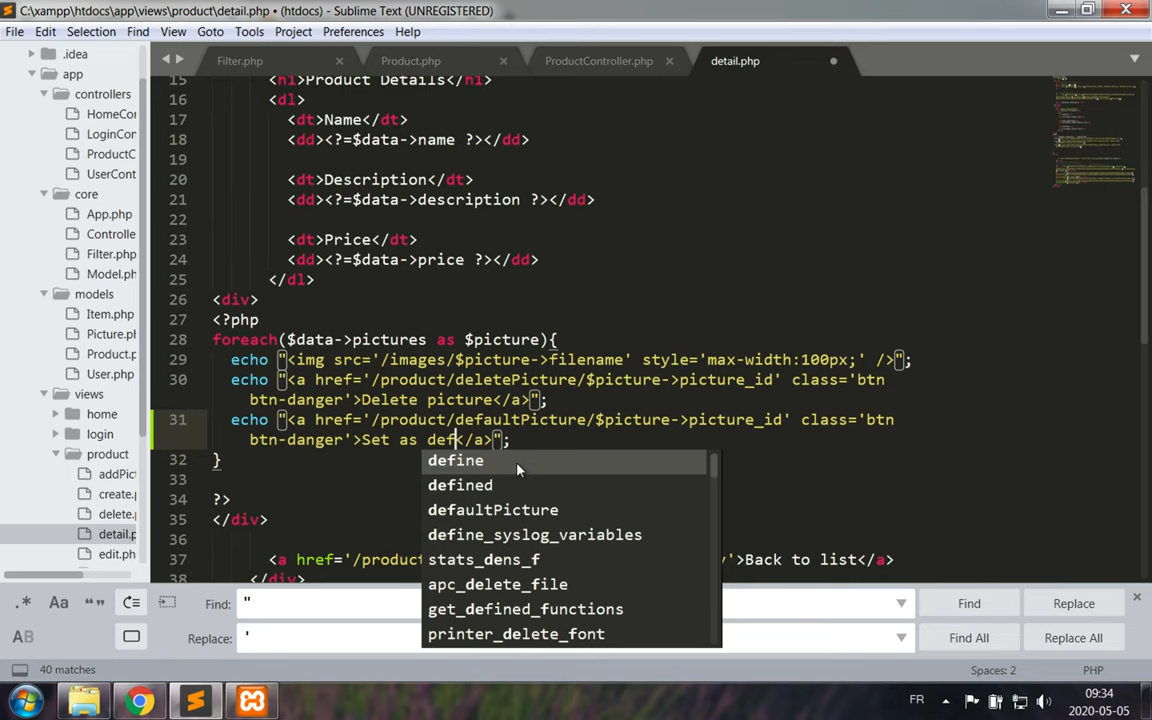 C:\xampp\htdocs\app\views\product\detail.php • (htdocs) - Sublime Text (UNREGISTERED)
File Edit Selection Find View Goto Tools Project Preferences Help
Filter.php Product.php ProductController.php detail.php
.idea
app
controllers
HomeCor
LoginCon
ProductC
UserCont
core
App.php
Controlle
Filter.php
Model.ph
models
Item.php
Picture.pl
Product.p
User.php
views
home
login
product
addPict
create.p
delete.
detail.p
edit.ph
15 <h1>Product Details</h1>
16 <dl>
17 <dt>Name</dt>
18 <dd><?=$data->name ?></dd>
19
20 <dt>Description</dt>
21 <dd><?=$data->description ?></dd>
22
23 <dt>Price</dt>
24 <dd><?=$data->price ?></dd>
25 </dl>
26 <div>
27 <?php
28 foreach($data->pictures as $picture){
29 echo "<img src='/images/$picture->filename' style='max-width:100px;' />";
30 echo "<a href='/product/deletePicture/$picture->picture_id' class='btn
btn-danger'>Delete picture</a>";
31 echo "<a href='/product/defaultPicture/$picture->picture_id' class='btn
btn-danger'>Set as def</a>";
32 }
33
34 ?>
35 </div>
36
37 <a href='/produc y'>Back to list</a>
38 </div>
define
defined
defaultPicture
define_syslog_variables
stats_dens_f
apc_delete_file
get_defined_functions
printer_delete_font
.* Aa “” Find: " Find Replace
AB Replace: ' Find All Replace All
40 matches Spaces: 2 PHP
FR 09:34
2020-05-05